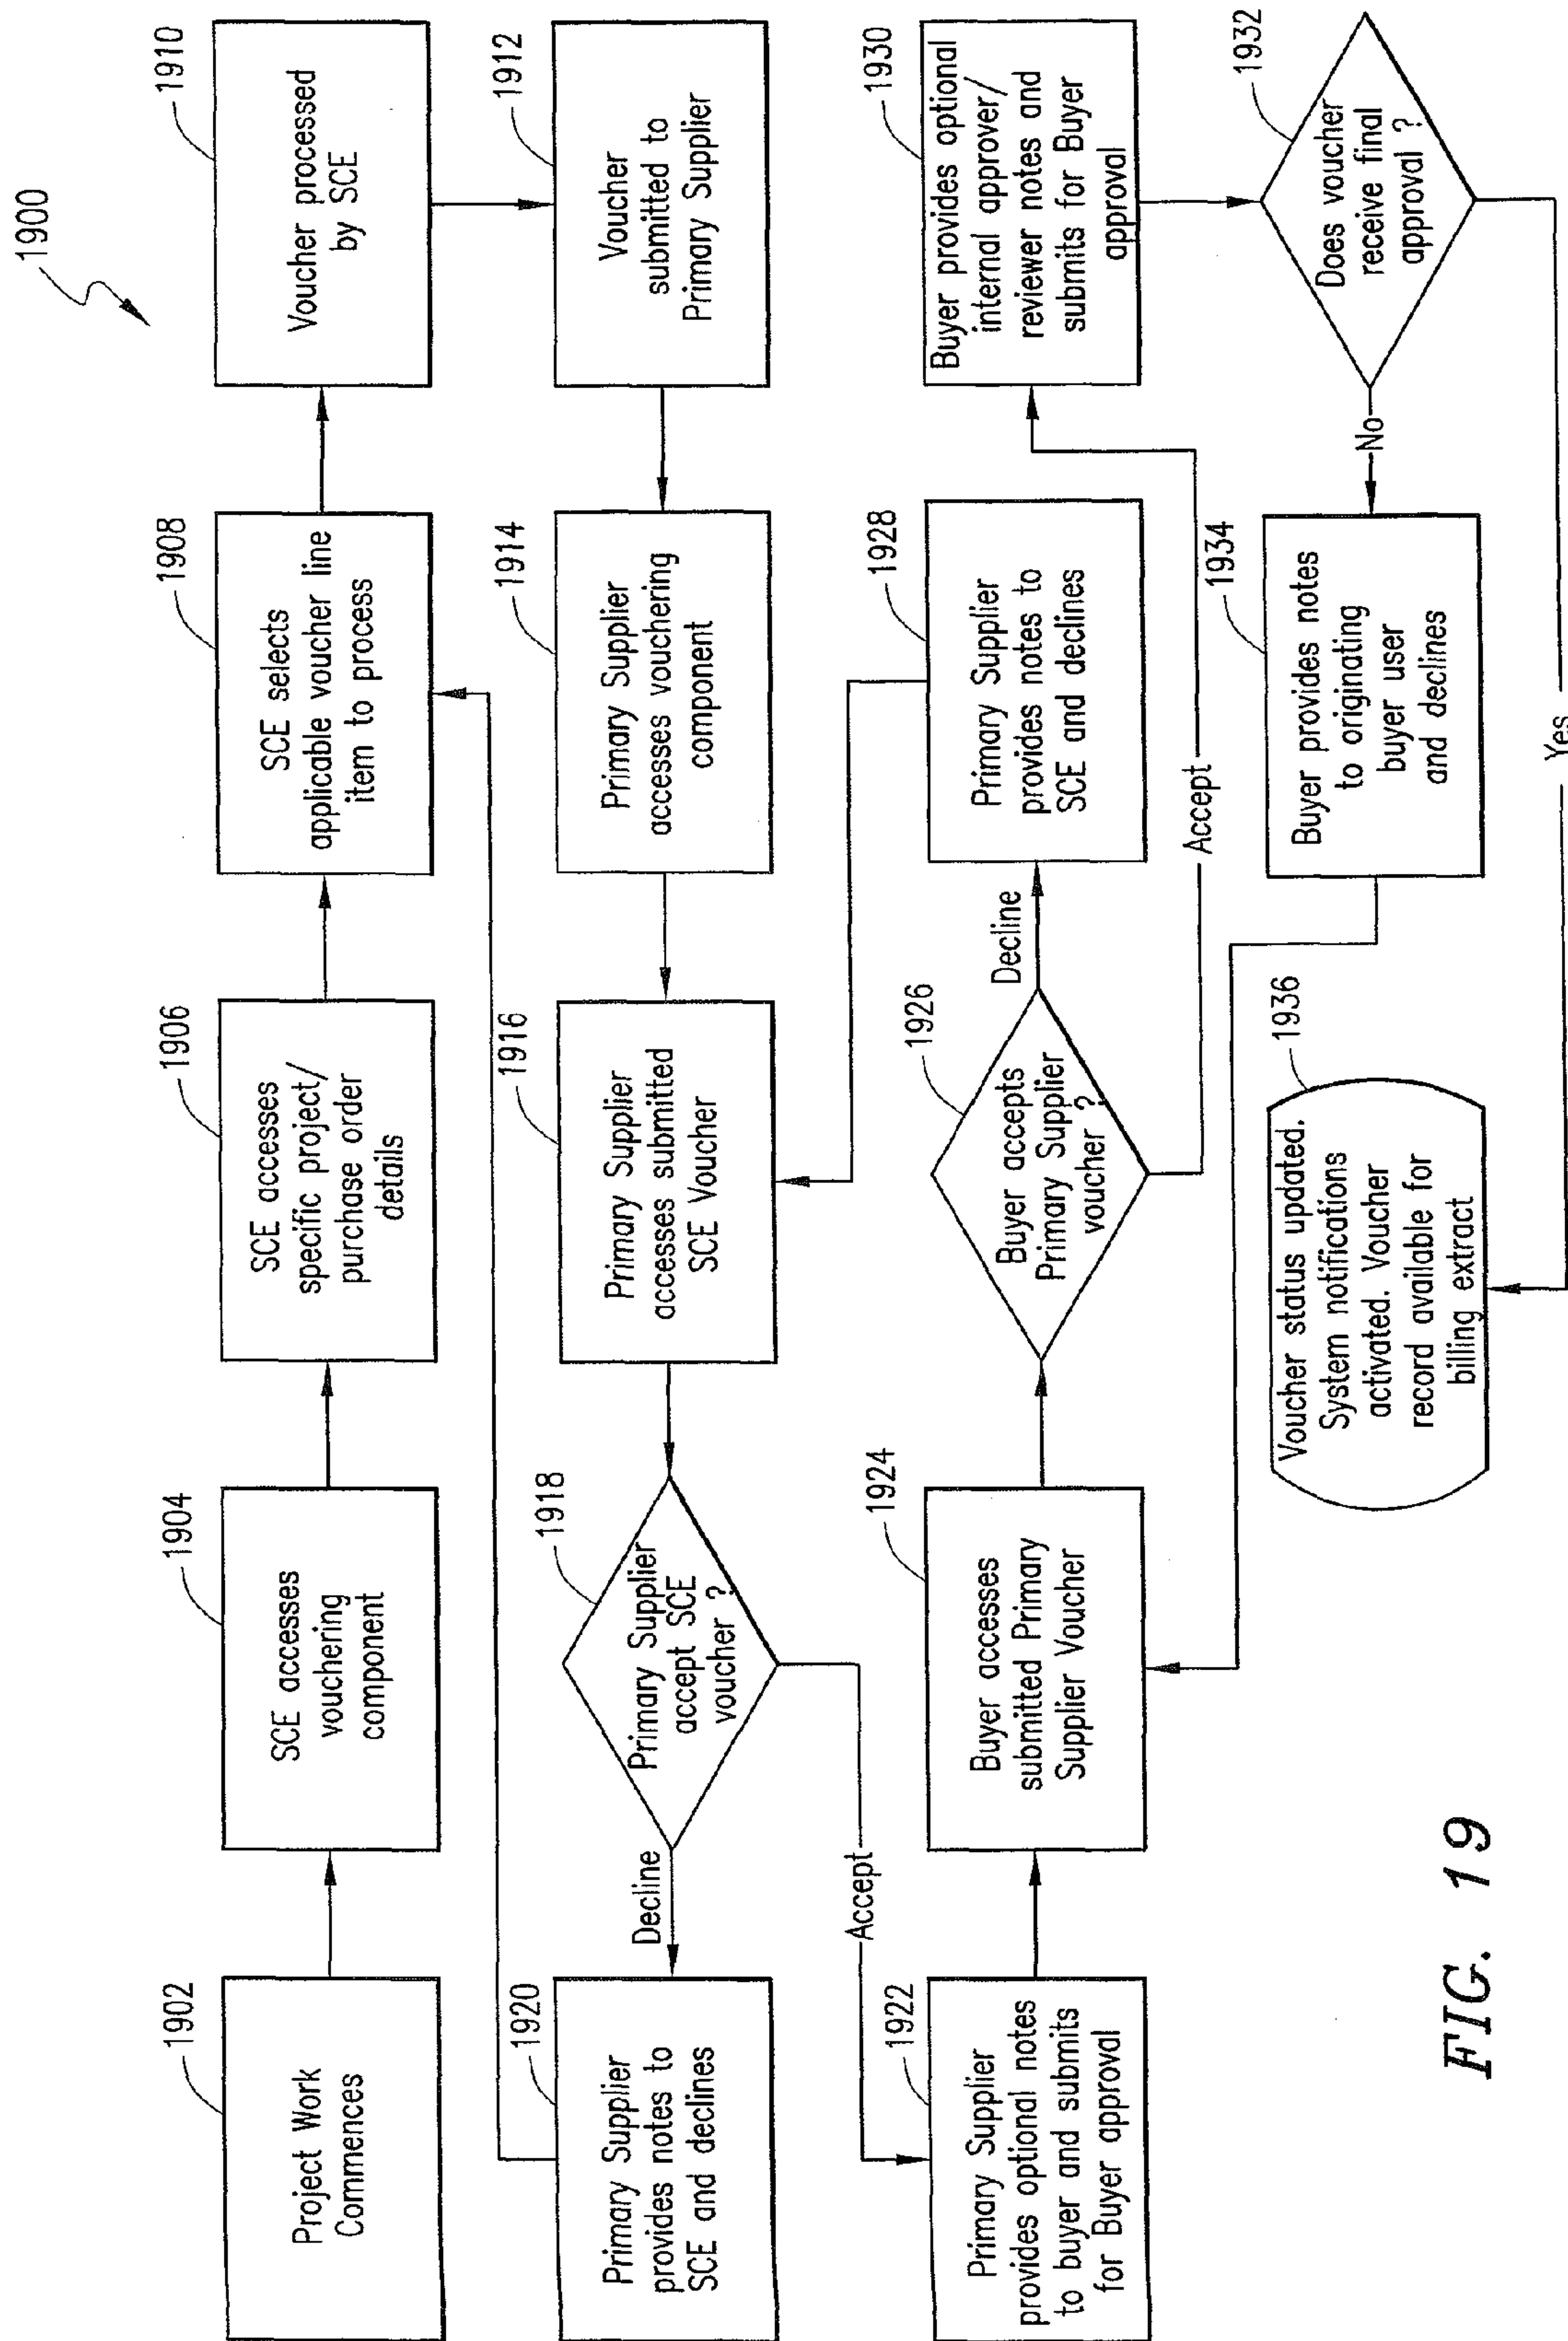 1900
1902
Project Work
Commences
1904
SCE accesses
vouchering
component
1906
SCE accesses
specific project/
purchase order
details
1908
SCE selects
applicable voucher line
item to process
1910
Voucher processed
by SCE
1912
Voucher
submitted to
Primary Supplier
1914
Primary Supplier
accesses vouchering
component
1916
Primary Supplier
accesses submitted
SCE Voucher
1918
Primary Supplier
accept SCE
voucher ?
Decline
1920
Primary Supplier
provides notes to
SCE and declines
Accept
1922
Primary Supplier
provides optional notes
to buyer and submits
for Buyer approval
1924
Buyer accesses
submitted Primary
Supplier Voucher
1926
Buyer accepts
Primary Supplier
voucher ?
Decline
1928
Primary Supplier
provides notes to
SCE and declines
Accept
1930
Buyer provides optional
internal approver/
reviewer notes and
submits for Buyer
approval
1932
Does voucher
receive final
approval ?
No
1934
Buyer provides notes
to originating
buyer user
and declines
Yes
1936
Voucher status updated.
System notifications
activated. Voucher
record available for
billing extract
FIG. 19